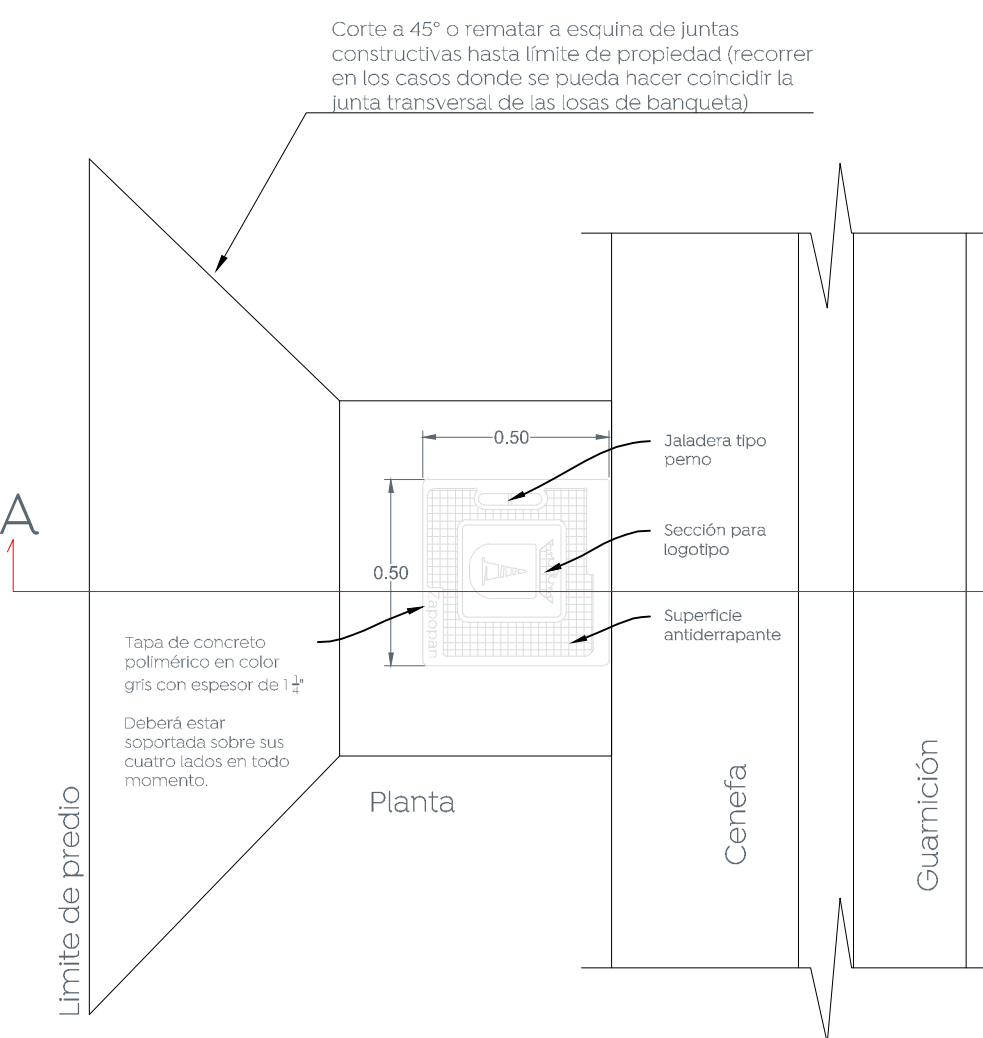 Corte a 45° o rematar a esquina de juntas
constructivas hasta límite de propiedad (recorrer
en los casos donde se pueda hacer coincidir la
junta transversal de las losas de banqueta)
0.50
Jaladera tipo
perno
A
Sección para
logotipo
0.50
Zapopan
Superficie
antiderrapante
Tapa de concreto
polimérico en color
gris con espesor de 1 1/4"
Deberá estar
soportada sobre sus
cuatro lados en todo
momento.
Planta
Limite de predio
Cenefa
Guarnición